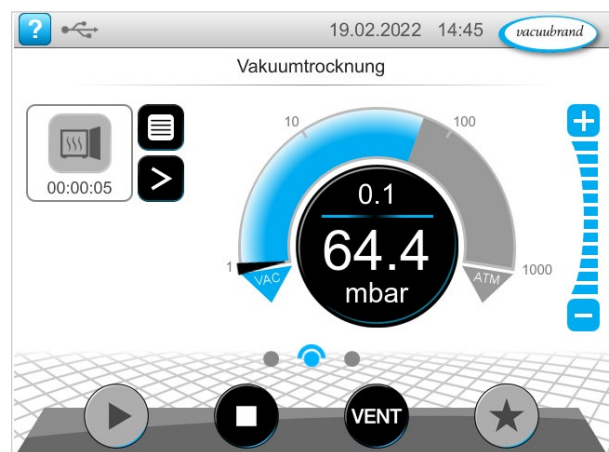 ?
19.02.2022 14:45
vacuubrand
Vakuumtrocknung
10
100
00:00:05
>
0.1
64.4
mbar
1
1000
VAC
ATM
VENT